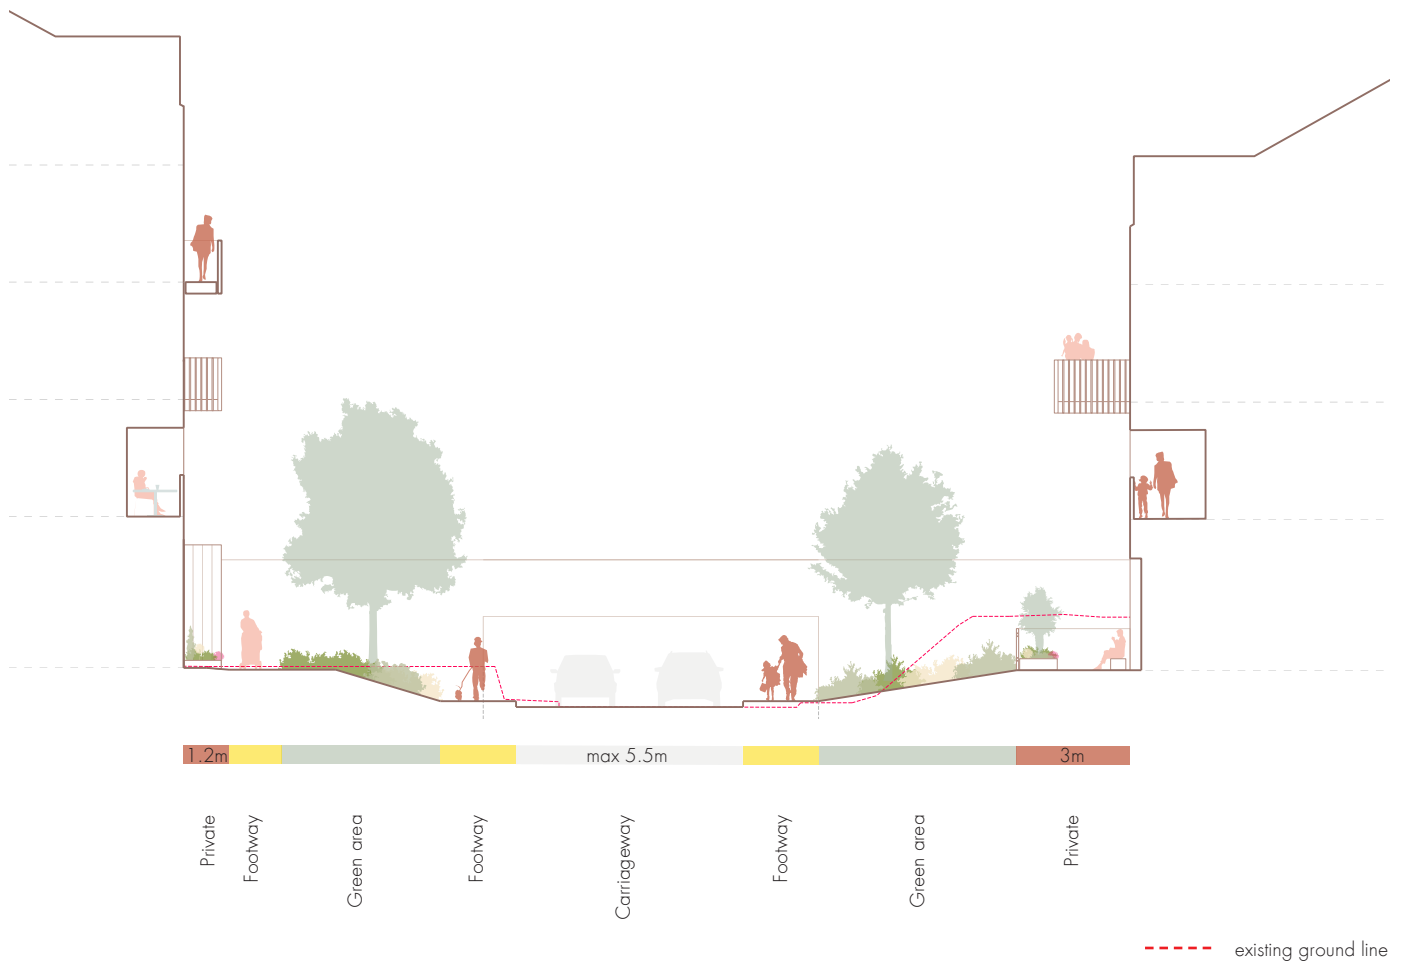 1.2m
max 5.5m
3m
Private
Footway
Green area
Footway
Carriageway
Footway
Green area
Private
existing ground line